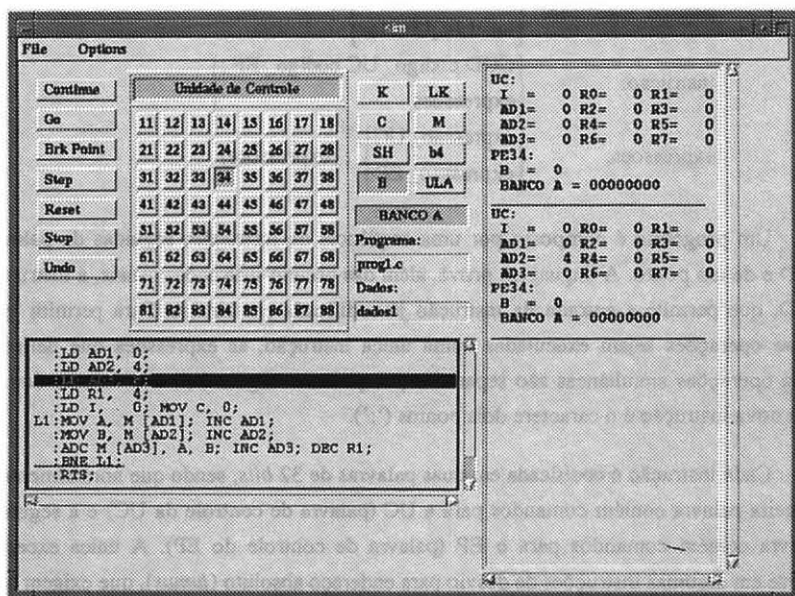 sim
File Options
Continue
Go
Brk Point
Step
Reset
Stop
Undo
Unidade de Controle
11 12 13 14 15 16 17 18
21 22 23 24 25 26 27 28
31 32 33 34 35 36 37 38
41 42 43 44 45 46 47 48
51 52 53 54 55 56 57 58
61 62 63 64 65 66 67 68
71 72 73 74 75 76 77 78
81 82 83 84 85 86 87 88
K LK
C M
SH b4
B ULA
BANCO A
Programa:
prog1.c
Dados:
dados1
:LD AD1, 0;
:LD AD2, 4;
:LD R1, 4;
:LD I, 0; MOV C, 0;
L1:MOV A, M [AD1]; INC AD1;
:MOV B, M [AD2]; INC AD2;
:ADC M [AD3], A, B; INC AD3; DEC R1;
:BNE L1;
:RTS;
UC:
I = 0 R0= 0 R1= 0
AD1= 0 R2= 0 R3= 0
AD2= 0 R4= 0 R5= 0
AD3= 0 R6= 0 R7= 0
PE34:
B = 0
BANCO A = 00000000
UC:
I = 0 R0= 0 R1= 0
AD1= 0 R2= 0 R3= 0
AD2= 4 R4= 0 R5= 0
AD3= 0 R6= 0 R7= 0
PE34:
B = 0
BANCO A = 00000000